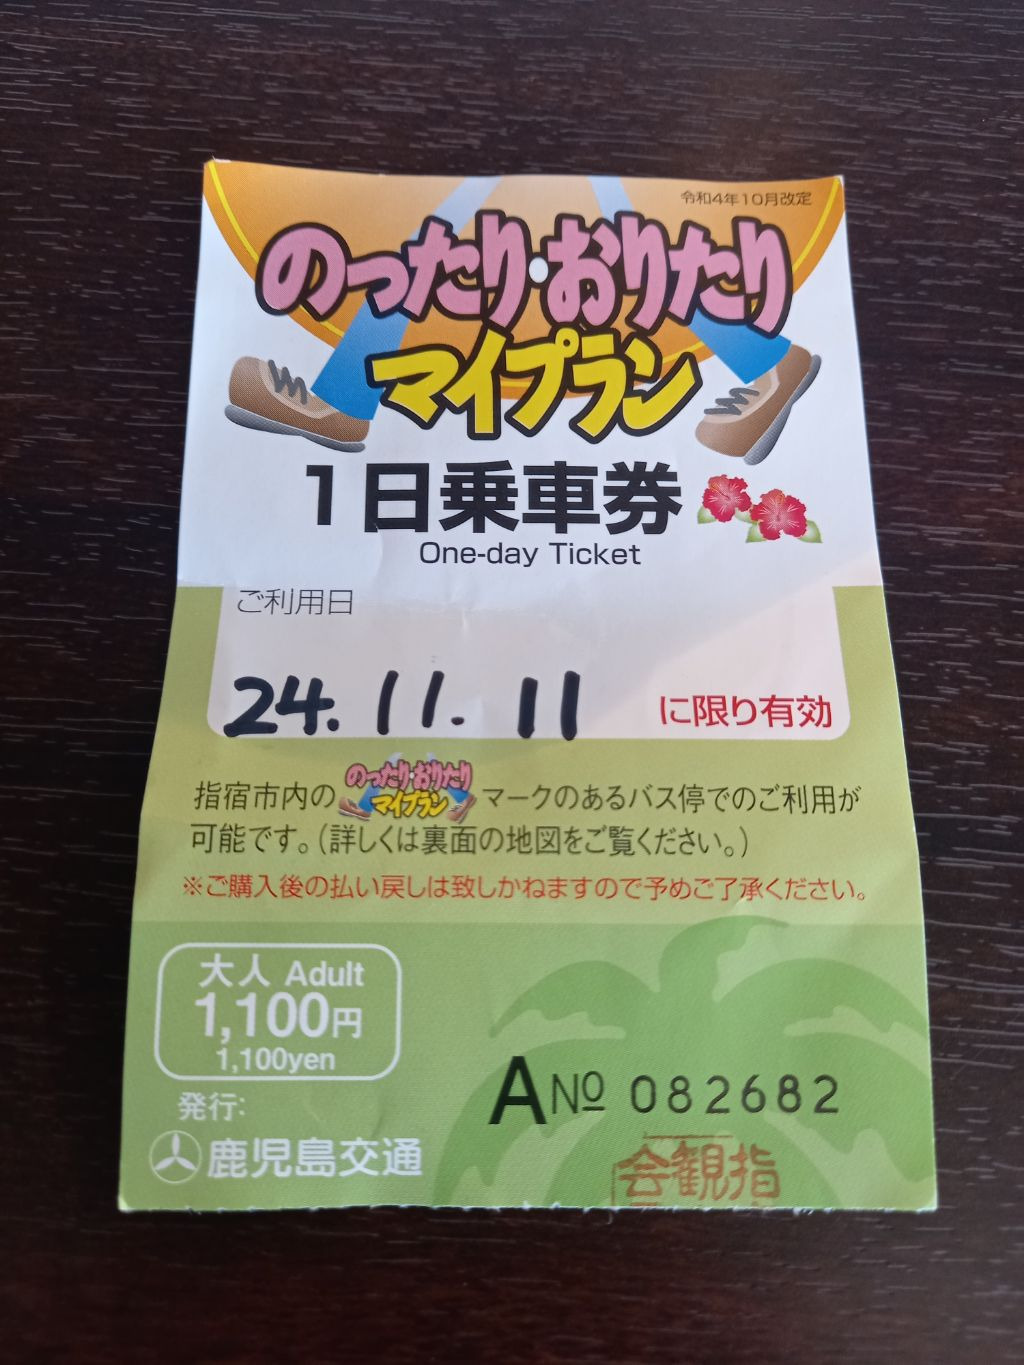 令和4年10月改定
のったり・おりたり
マイプラン
1日乗車券
One-day Ticket
ご利用日
24.11.11 に限り有効
指宿市内の のったり・おりたり マイプラン マークのあるバス停でのご利用が
可能です。(詳しくは裏面の地図をご覧ください。)
※ご購入後の払い戻しは致しかねますので予めご了承ください。
大人 Adult
1,100円
1,100yen
A No 082682
発行:
鹿児島交通
会観指